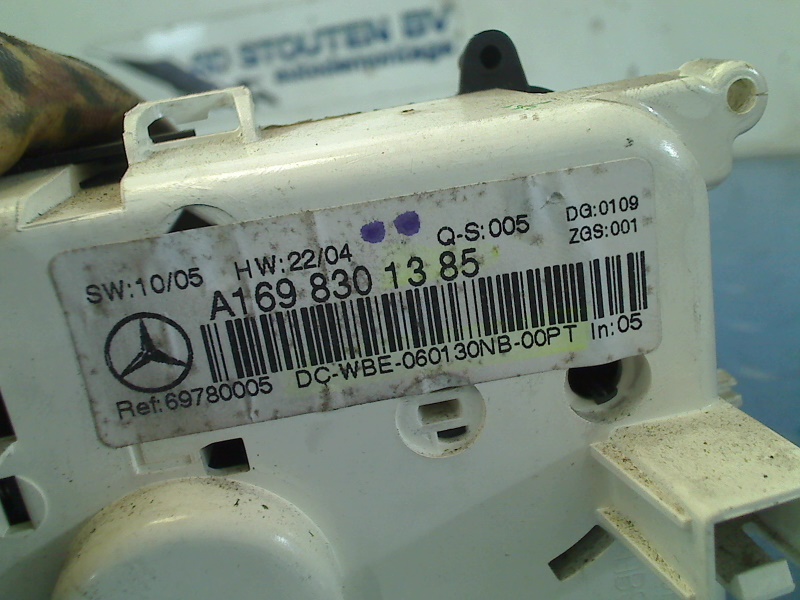 STOUTEN BV
autodemontage
SW:10/05 HW:22/04 Q-S:005 DG:0109
ZGS:001
A169 830 13 85
Ref:69780005 DC-WBE-060130NB-00PT In:05